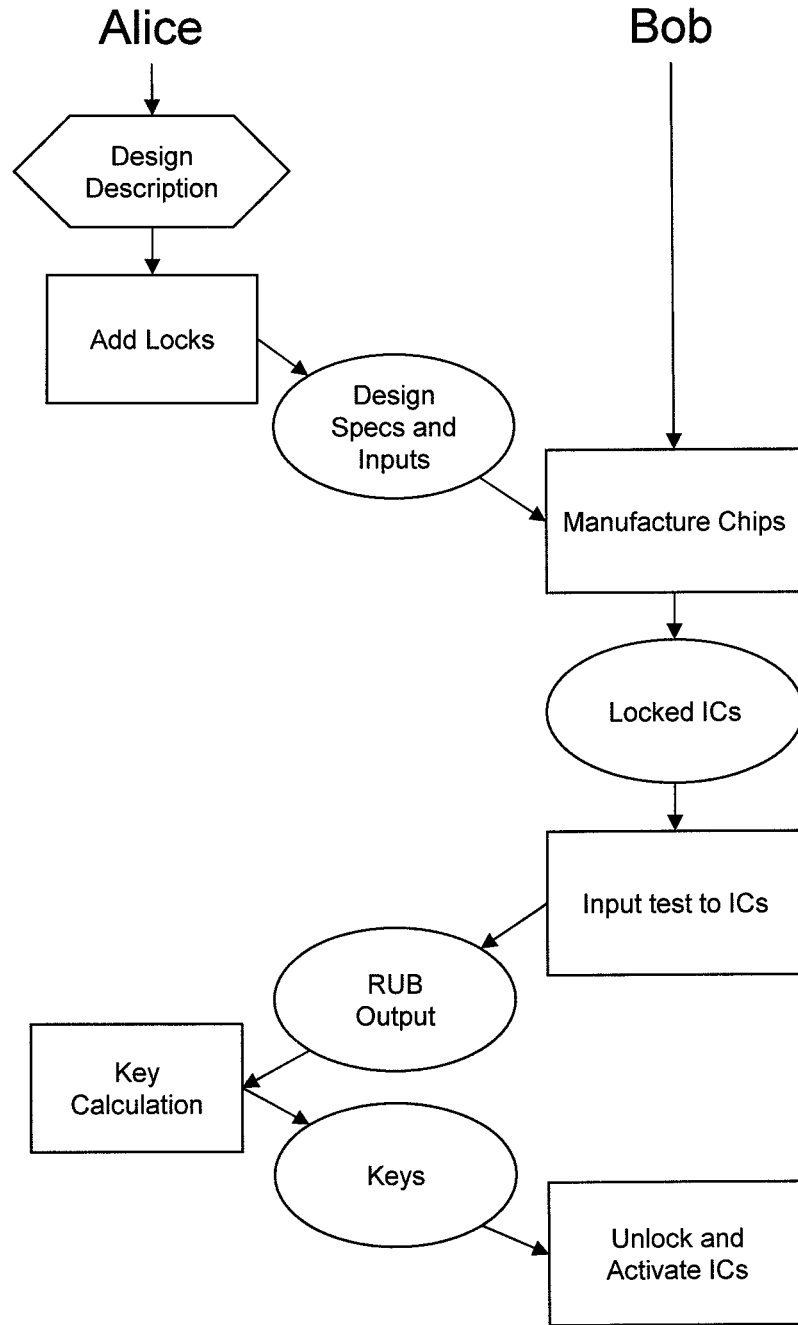 Alice
Bob
Design
Description
Add Locks
Design
Specs and
Inputs
Manufacture Chips
Locked ICs
Input test to ICs
RUB
Output
Key
Calculation
Keys
Unlock and
Activate ICs